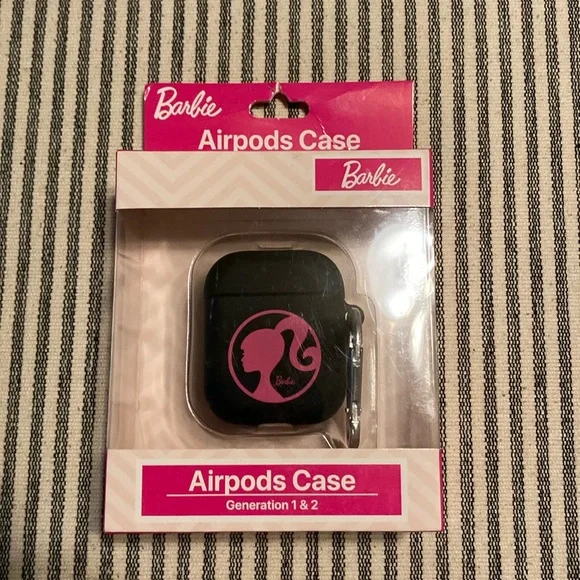 Barbie
Airpods Case
Barbie
Barbie
Airpods Case
Generation 1 & 2